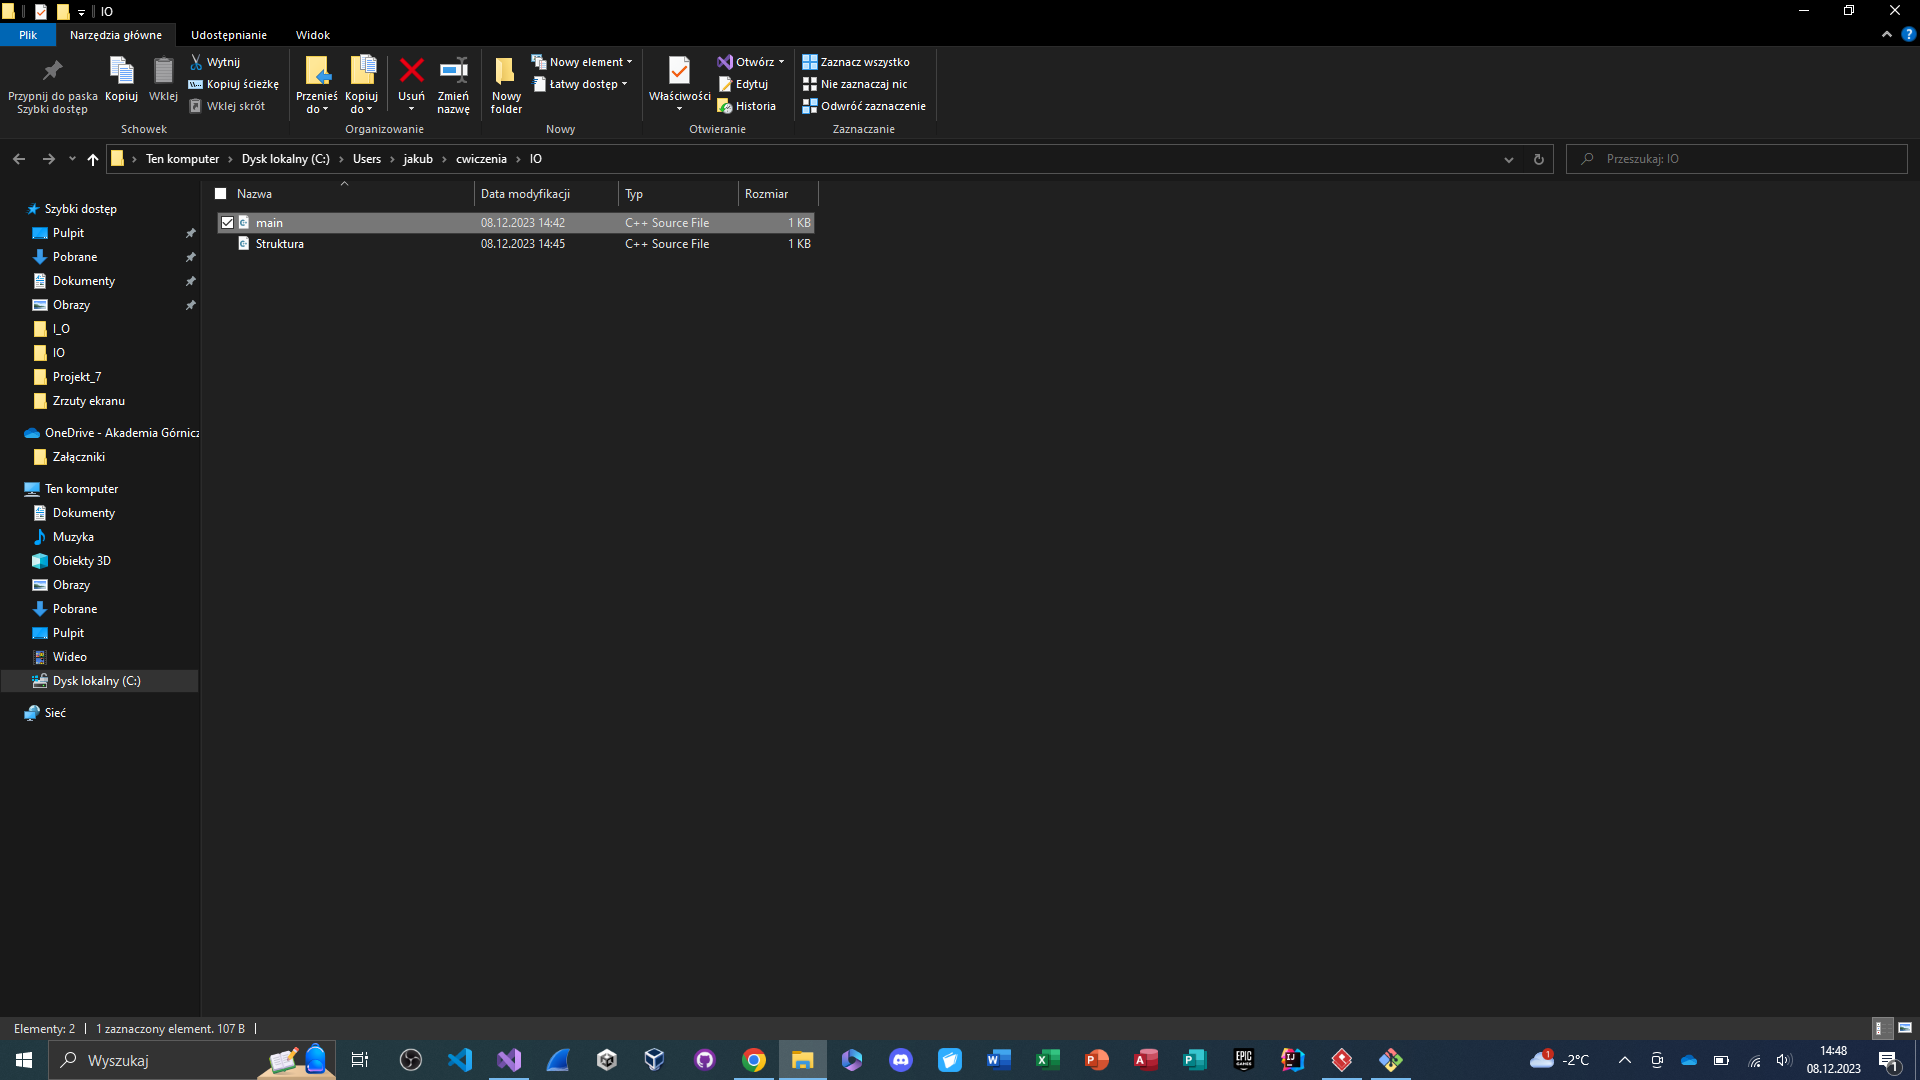 IO
Plik Narzędzia główne Udostępnianie Widok
Przypnij do paska Szybki dostęp
Kopiuj
Wklej
Wytnij
Kopiuj ścieżkę
Wklej skrót
Schowek
Przenieś do
Kopiuj do
Usuń
Zmień nazwę
Organizowanie
Nowy folder
Nowy element
Łatwy dostęp
Nowy
Właściwości
Otwórz
Edytuj
Historia
Otwieranie
Zaznacz wszystko
Nie zaznaczaj nic
Odwróć zaznaczenie
Zaznaczanie
Ten komputer Dysk lokalny (C:) Users jakub cwiczenia IO
Przeszukaj: IO
Nazwa Data modyfikacji Typ Rozmiar
main 08.12.2023 14:42 C++ Source File 1 KB
Struktura 08.12.2023 14:45 C++ Source File 1 KB
Szybki dostęp
Pulpit
Pobrane
Dokumenty
Obrazy
I_O
IO
Projekt_7
Zrzuty ekranu
OneDrive - Akademia Górnicz
Załączniki
Ten komputer
Dokumenty
Muzyka
Obiekty 3D
Obrazy
Pobrane
Pulpit
Wideo
Dysk lokalny (C:)
Sieć
Elementy: 2 1 zaznaczony element. 107 B
Wyszukaj
EPIC GAMES
1
-2°C
14:48
08.12.2023
1